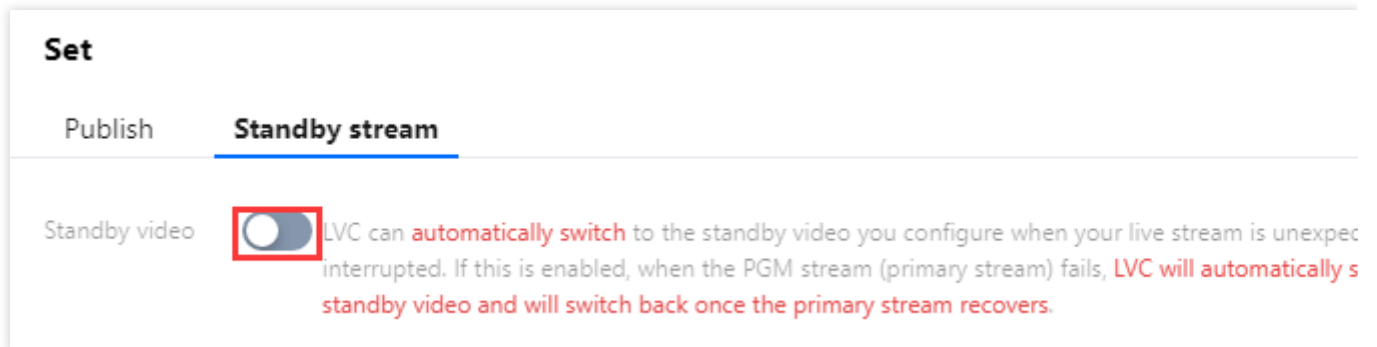 Set
Publish Standby stream
Standby video LVC can automatically switch to the standby video you configure when your live stream is
interrupted. If this is enabled, when the PGM stream (primary stream) fails, LVC will automatically
standby video and will switch back once the primary stream recovers.